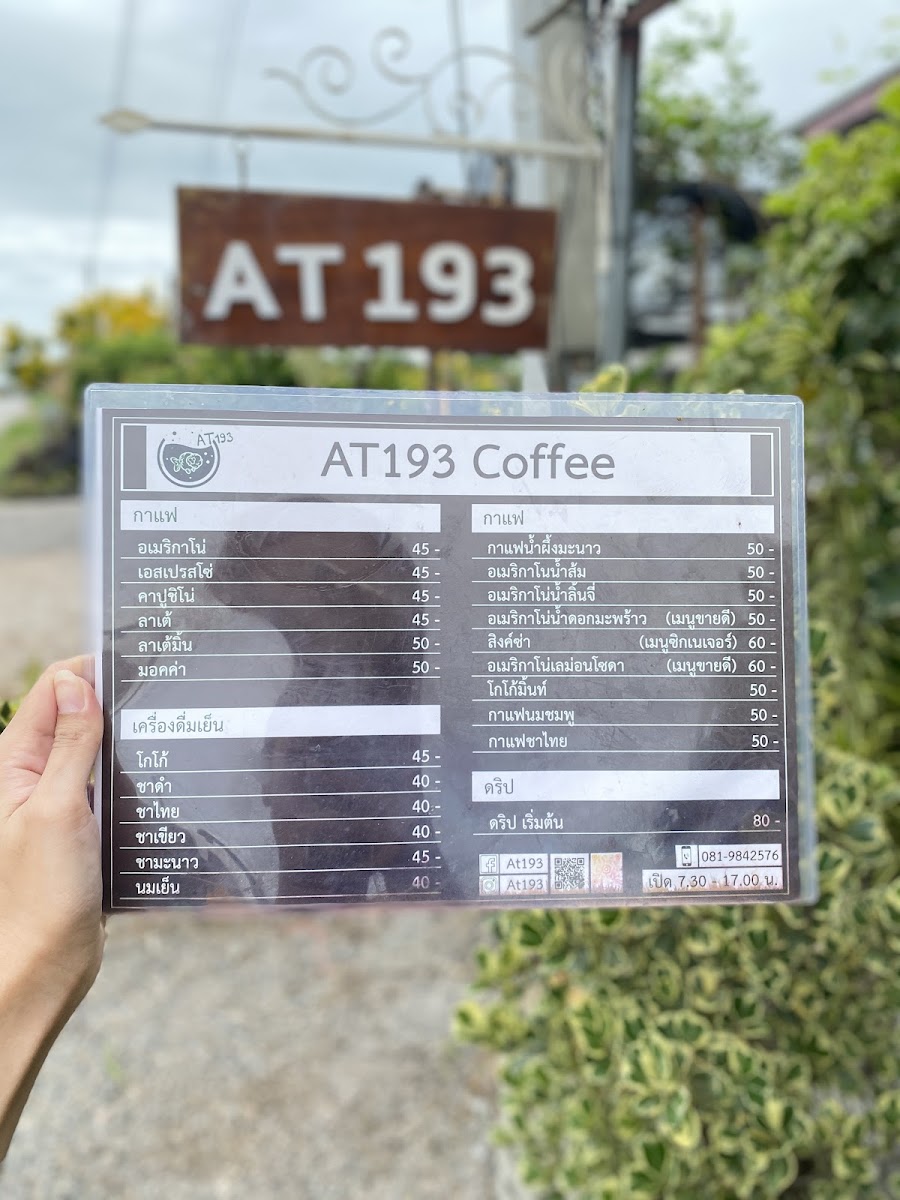 AT 193
AT193
AT193 Coffee
กาแฟ
อเมริกาโน่ 45 -
เอสเปรสโซ่ 45 -
คาปูชิโน่ 45 -
ลาเต้ 45 -
ลาเต้มิ้น 50 -
มอคค่า 50 -
เครื่องดื่มเย็น
โกโก้ 45 -
ชาดำ 40 -
ชาไทย 40 -
ชาเขียว 40 -
ชามะนาว 45 -
นมเย็น 40 -
กาแฟ
กาแฟน้ำผึ้งมะนาว 50 -
อเมริกาโนน้ำส้ม 50 -
อเมริกาโน่น้ำลิ้นจี่ 50 -
อเมริกาโน่น้ำดอกมะพร้าว (เมนูขายดี) 50 -
สิงค์ซ่า (เมนูซิกเนเจอร์) 60 -
อเมริกาโน่เลม่อนโซดา (เมนูขายดี) 60 -
โกโก้มิ้นท์ 50 -
กาแฟนมชมพู 50 -
กาแฟชาไทย 50 -
ดริป
ดริป เริ่มต้น 80 -
At193
At193
081-9842576
เปิด 7.30 - 17.00 น.